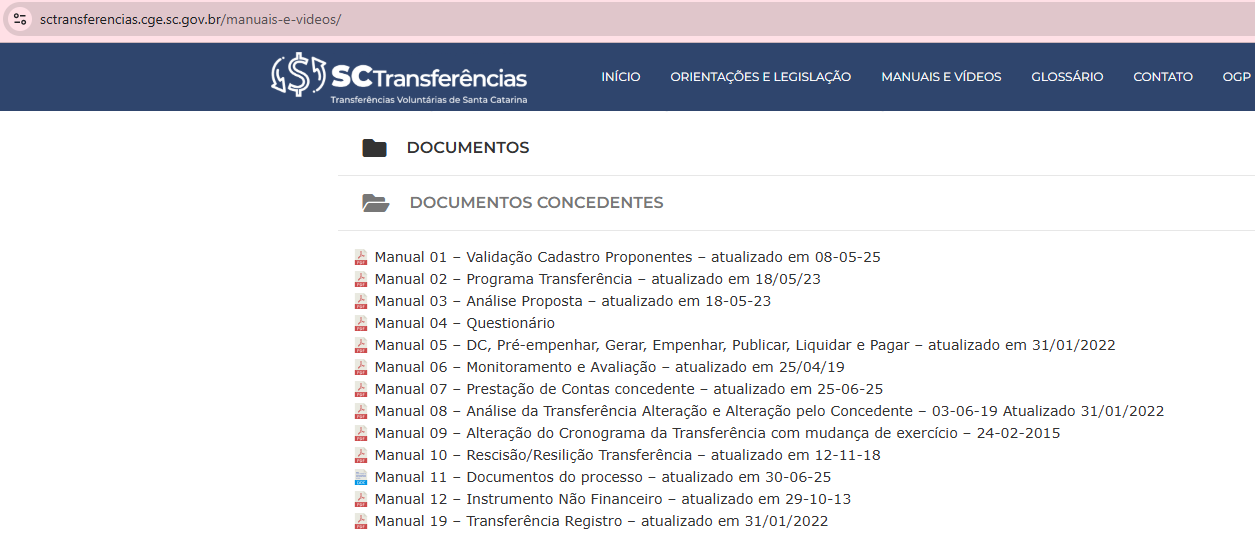 sctransferencias.cge.sc.gov.br/manuais-e-videos/
SCTransferências
Transferências Voluntárias de Santa Catarina
INÍCIO ORIENTAÇÕES E LEGISLAÇÃO MANUAIS E VÍDEOS GLOSSÁRIO CONTATO OGP
DOCUMENTOS
DOCUMENTOS CONCEDENTES
Manual 01 – Validação Cadastro Proponentes – atualizado em 08-05-25
Manual 02 – Programa Transferência – atualizado em 18/05/23
Manual 03 – Análise Proposta – atualizado em 18-05-23
Manual 04 – Questionário
Manual 05 – DC, Pré-empenhar, Gerar, Empenhar, Publicar, Liquidar e Pagar – atualizado em 31/01/2022
Manual 06 – Monitoramento e Avaliação – atualizado em 25/04/19
Manual 07 – Prestação de Contas concedente – atualizado em 25-06-25
Manual 08 – Análise da Transferência Alteração e Alteração pelo Concedente – 03-06-19 Atualizado 31/01/2022
Manual 09 – Alteração do Cronograma da Transferência com mudança de exercício – 24-02-2015
Manual 10 – Rescisão/Resilição Transferência – atualizado em 12-11-18
Manual 11 – Documentos do processo – atualizado em 30-06-25
Manual 12 – Instrumento Não Financeiro – atualizado em 29-10-13
Manual 19 – Transferência Registro – atualizado em 31/01/2022